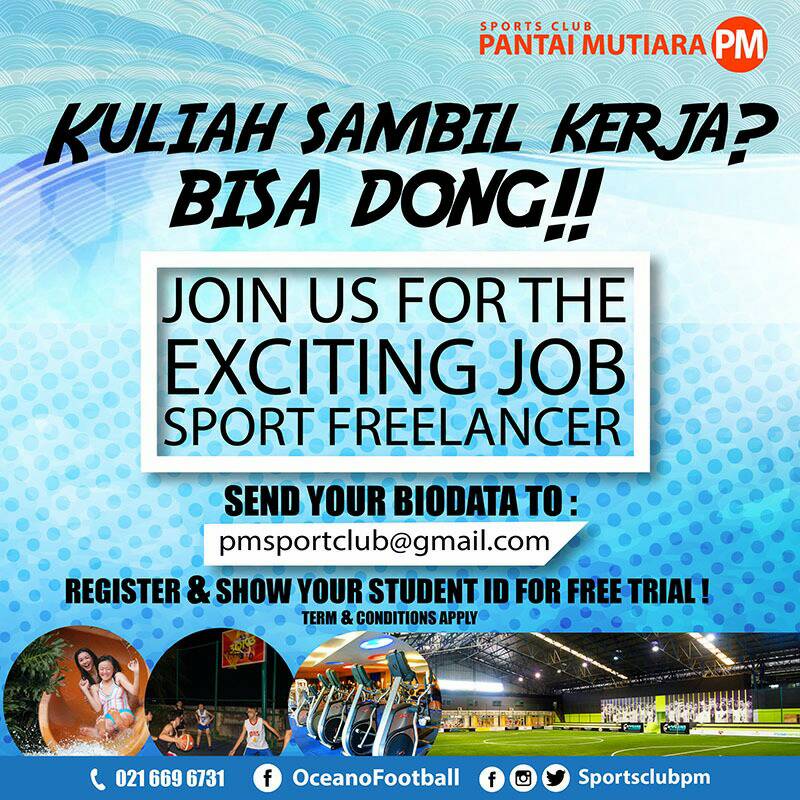 SPORTS CLUB
PANTAI MUTIARA PM
KULIAH SAMBIL KERJA?
BISA DONG!!
JOIN US FOR THE
EXCITING JOB
SPORT FREELANCER
SEND YOUR BIODATA TO :
pmsportclub@gmail.com
REGISTER & SHOW YOUR STUDENT ID FOR FREE TRIAL !
TERM & CONDITIONS APPLY
021 669 6731 OceanoFootball Sportsclubpm